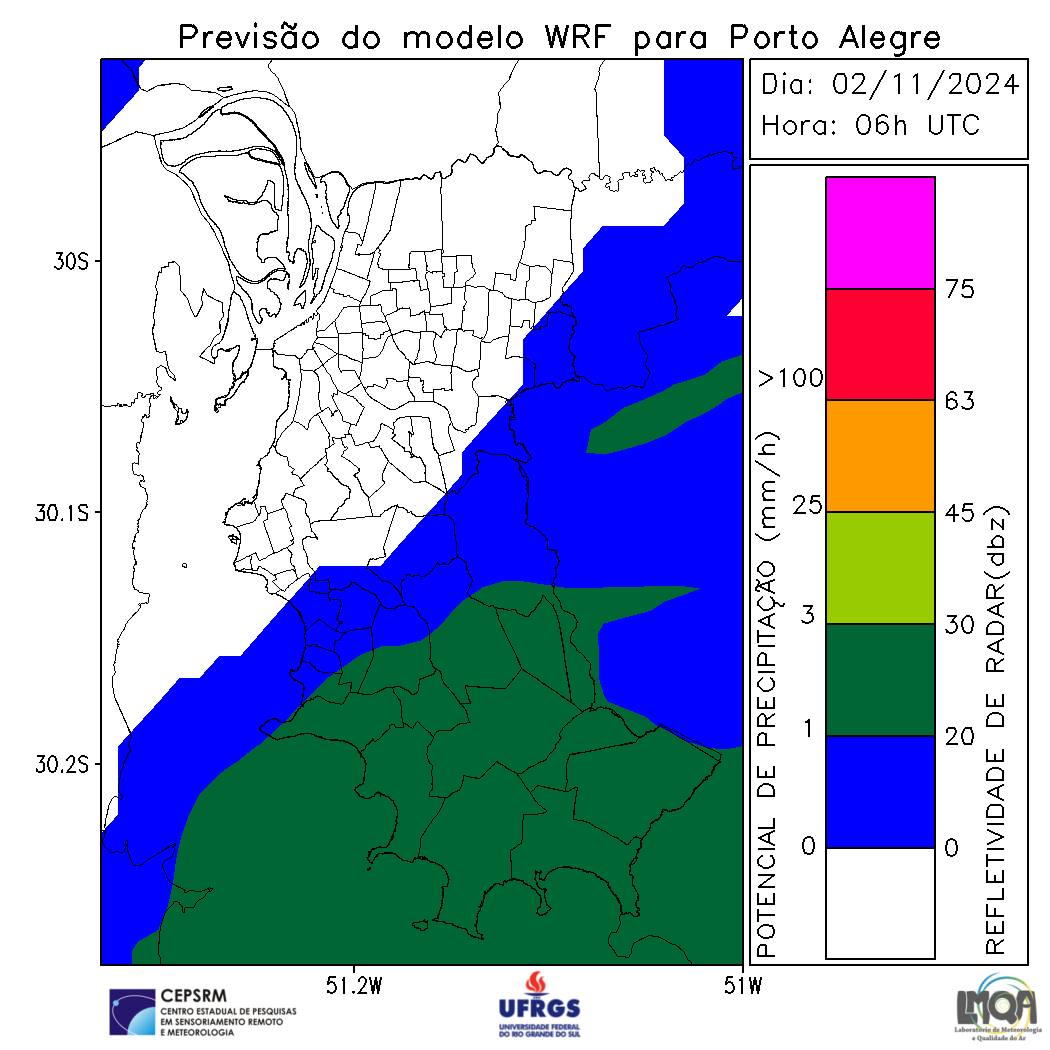 Previsão do modelo WRF para Porto Alegre
Dia: 02/11/2024
Hora: 06h UTC
30S
30.1S
30.2S
51.2W
51W
POTENCIAL DE PRECIPITAÇÃO (mm/h)
>100
25
3
1
0
75
63
45
30
20
0
REFLETIVIDADE DE RADAR(dbz)
CEPSRM
CENTRO ESTADUAL DE PESQUISAS
EM SENSORIAMENTO REMOTO
E METEOROLOGIA
UFRGS
UNIVERSIDADE FEDERAL
DO RIO GRANDE DO SUL
LMQA
Laboratório de Meteorologia
e Qualidade do Ar